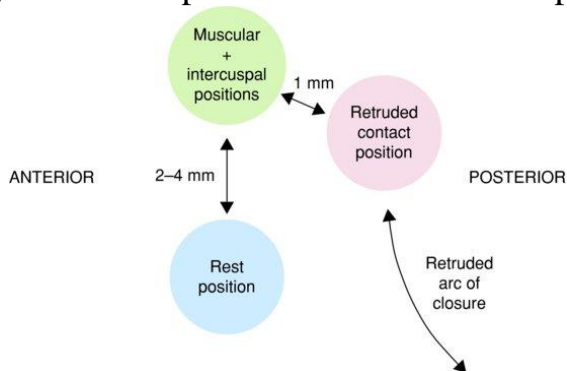 Muscular
+
intercuspal
positions
1 mm
Retruded
contact
position
ANTERIOR
2–4 mm
POSTERIOR
Rest
position
Retruded
arc of
closure